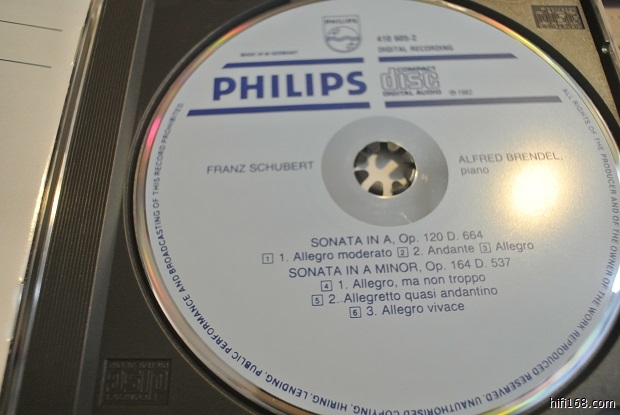 PHILIPS
MADE IN W. GERMANY
410 605-2
DIGITAL RECORDING
PHILIPS
COMPACT
disc
DIGITAL AUDIO
℗ 1982
FRANZ SCHUBERT
ALFRED BRENDEL,
piano
SONATA IN A, Op. 120 D. 664
1 1. Allegro moderato 2 2. Andante 3 3. Allegro
SONATA IN A MINOR, Op. 164 D. 537
4 1. Allegro, ma non troppo
5 2. Allegretto quasi andantino
6 3. Allegro vivace
ALL RIGHTS OF THE PRODUCER AND OF THE OWNER OF THE WORK REPRODUCED RESERVED. UNAUTHORISED COPYING, HIRING, LENDING, PUBLIC PERFORMANCE AND BROADCASTING OF THIS RECORD PROHIBITED
disc
hifi168.com